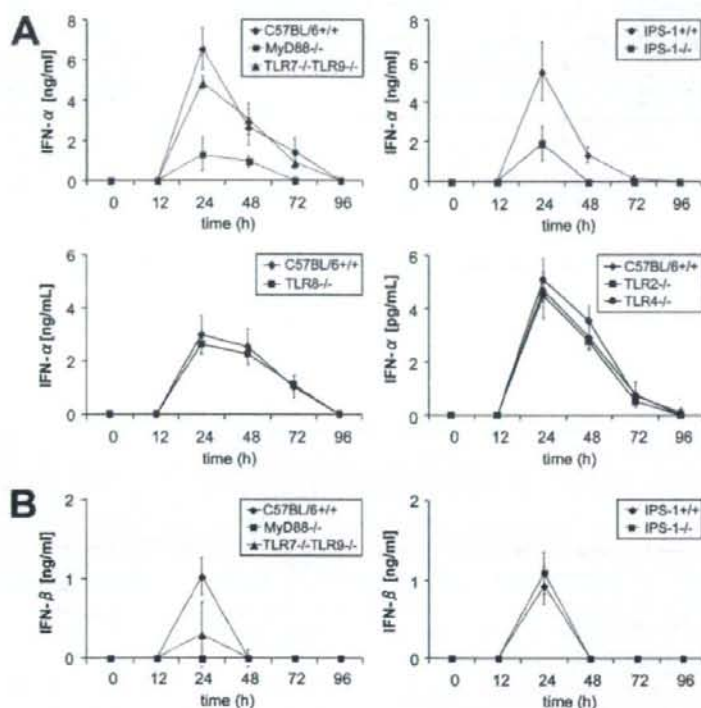 A
IFN-α [ng/ml]
8
6
4
2
0
C57BL/6+/+
MyD88-/-
TLR7-/-TLR9-/-
0 12 24 48 72 96
time (h)
IFN-α [ng/ml]
8
6
4
2
0
IPS-1+/+
IPS-1-/-
0 12 24 48 72 96
time (h)
IFN-α [ng/mL]
6
4
2
0
C57BL/6+/+
TLR8-/-
0 12 24 48 72 96
time (h)
IFN-α [pg/mL]
6
4
2
0
C57BL/6+/+
TLR2-/-
TLR4-/-
0 12 24 48 72 96
time (h)
B
IFN-β [ng/ml]
2
1
0
C57BL/6+/+
MyD88-/-
TLR7-/-TLR9-/-
0 12 24 48 72 96
time (h)
IFN-β [ng/ml]
2
1
0
IPS-1+/+
IPS-1-/-
0 12 24 48 72 96
time (h)